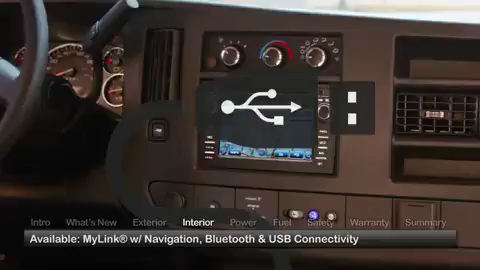 Intro What's New Exterior Interior Power Fuel Safety Warranty Summary
Available: MyLink® w/ Navigation, Bluetooth & USB Connectivity